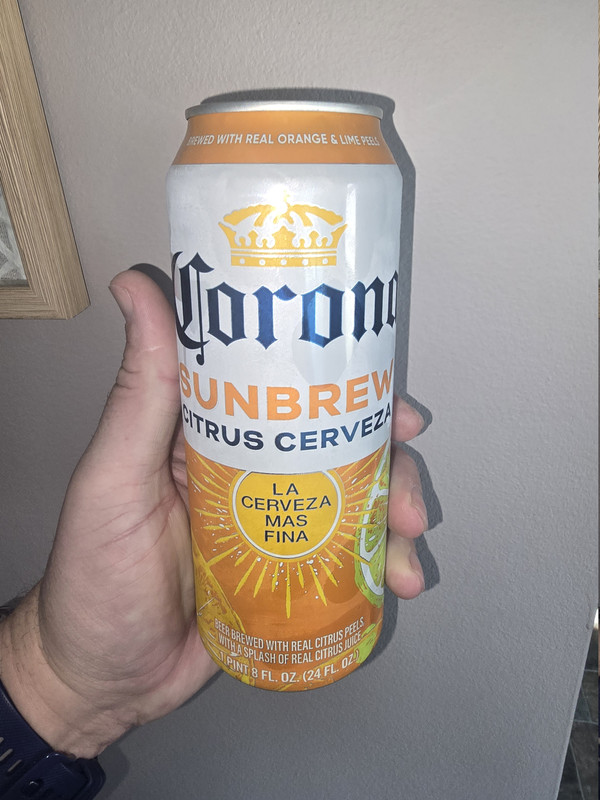 BREWED WITH REAL ORANGE & LIME PEELS
Corona
SUNBREW
CITRUS CERVEZA
LA
CERVEZA
MAS
FINA
BEER BREWED WITH REAL CITRUS PEELS
WITH A SPLASH OF REAL CITRUS JUICE
1 PINT 8 FL. OZ. (24 FL. OZ.)